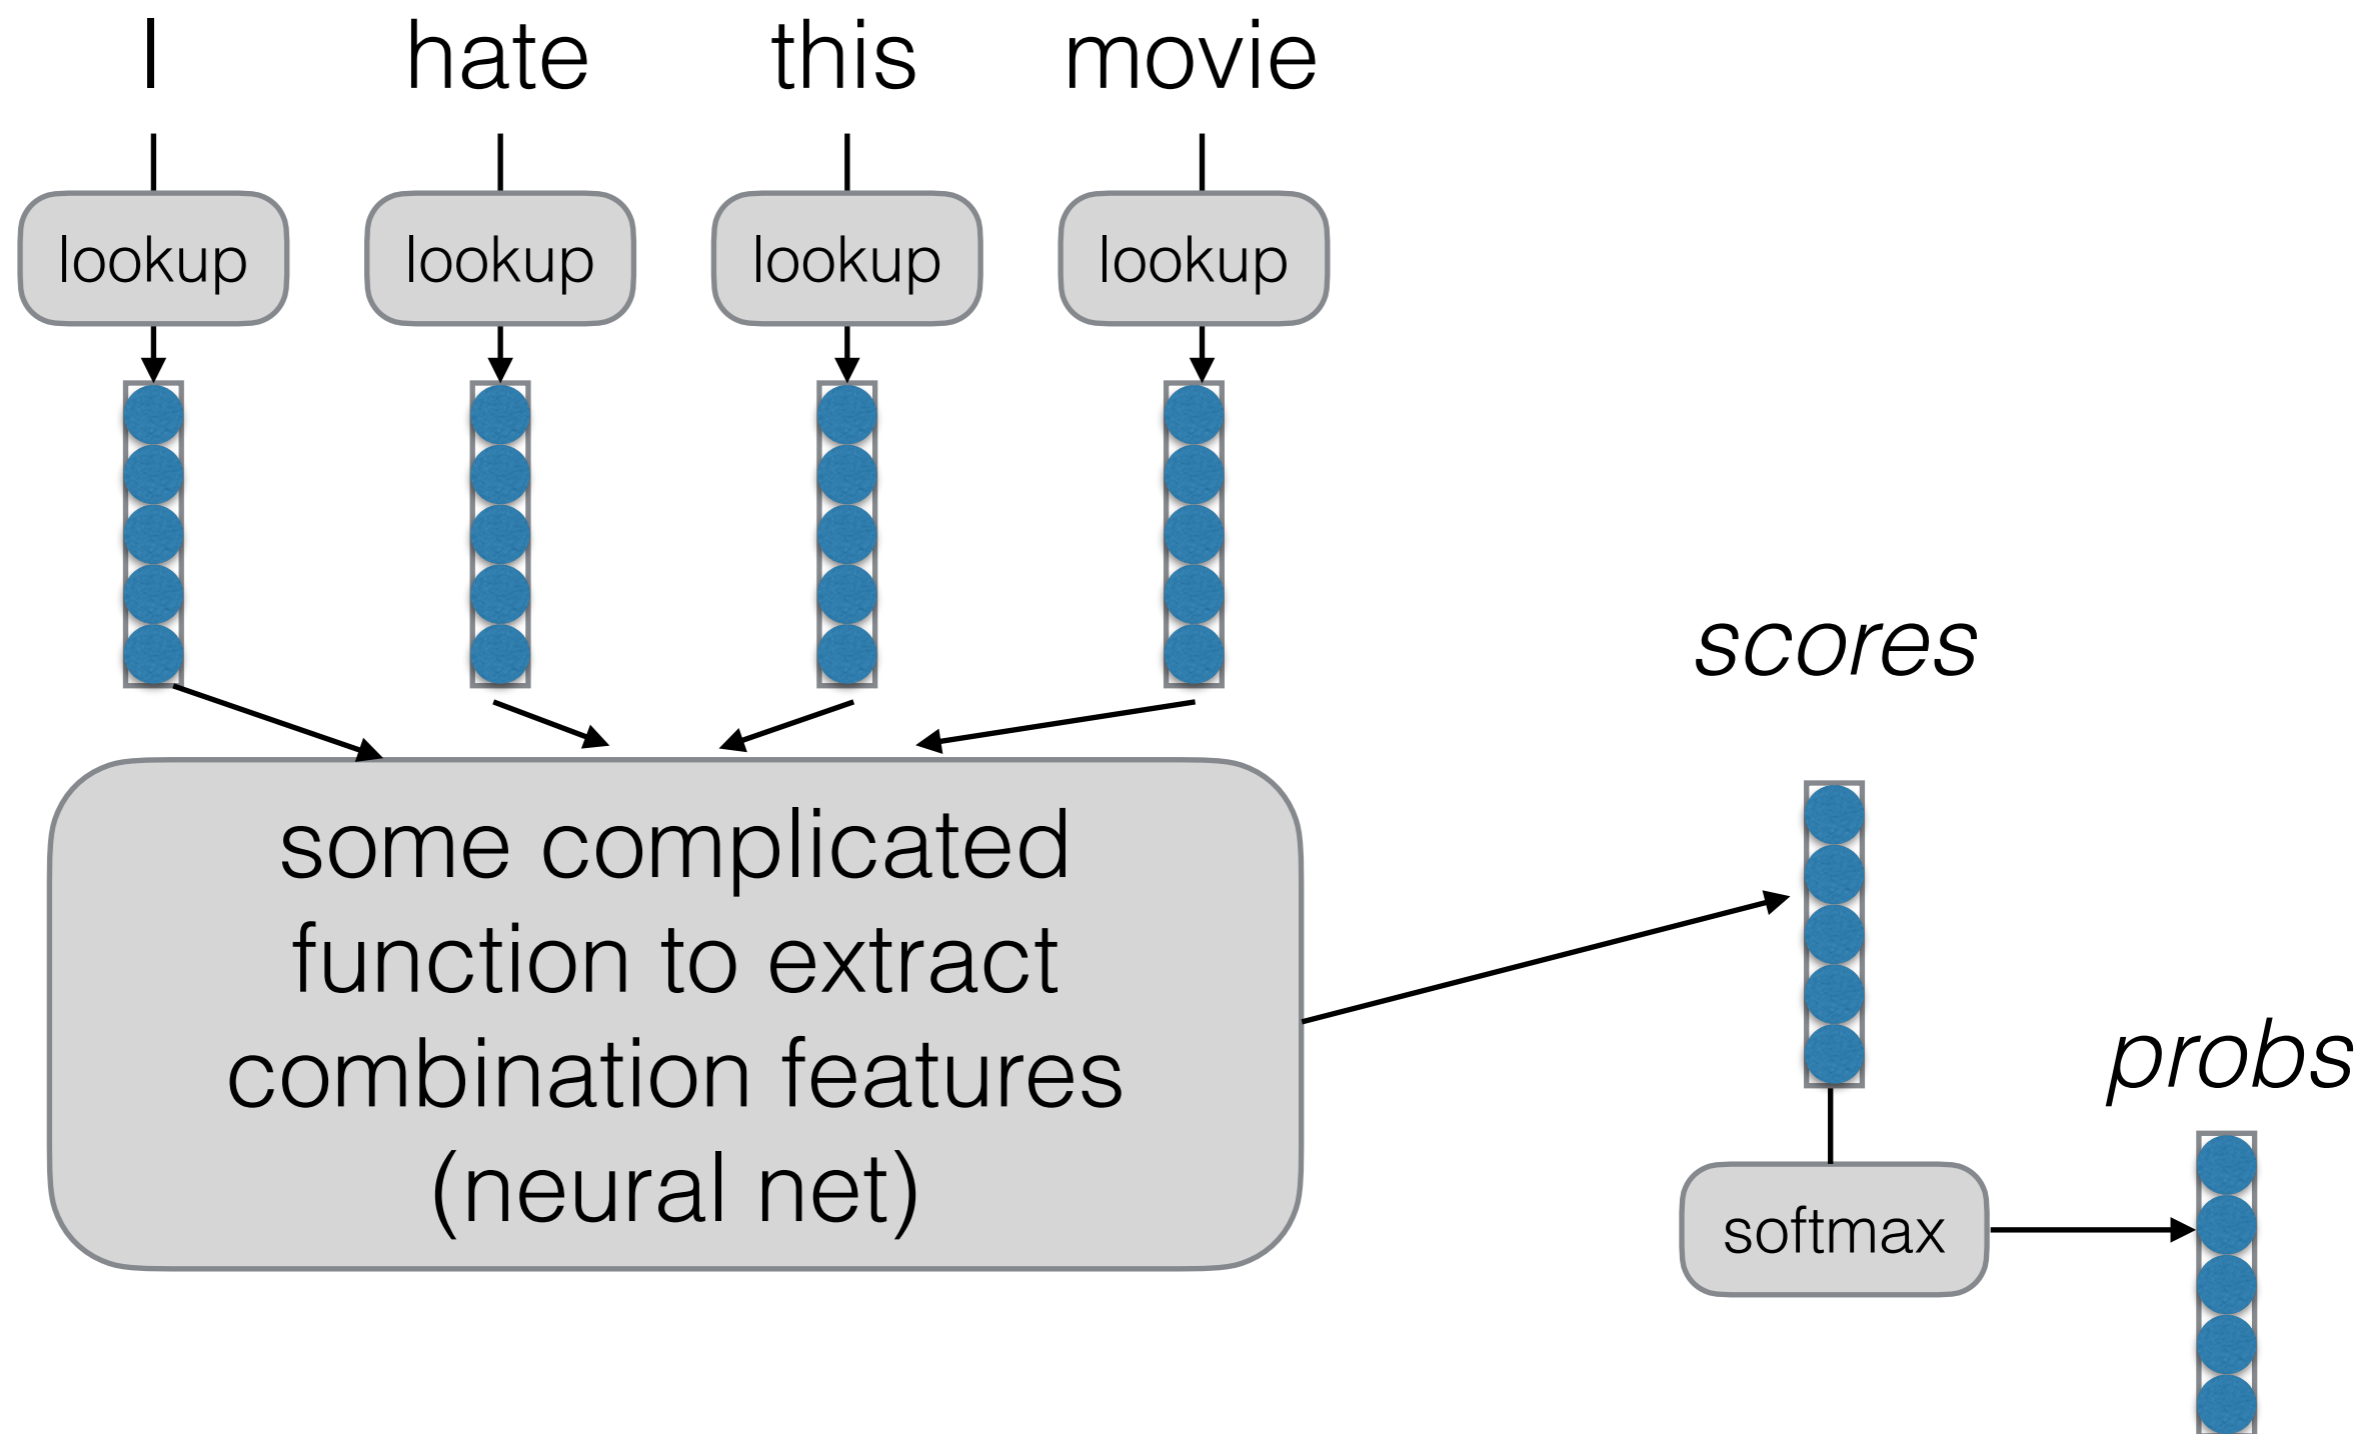 I hate this movie
lookup lookup lookup lookup
scores
some complicated
function to extract
combination features
(neural net)
probs
softmax